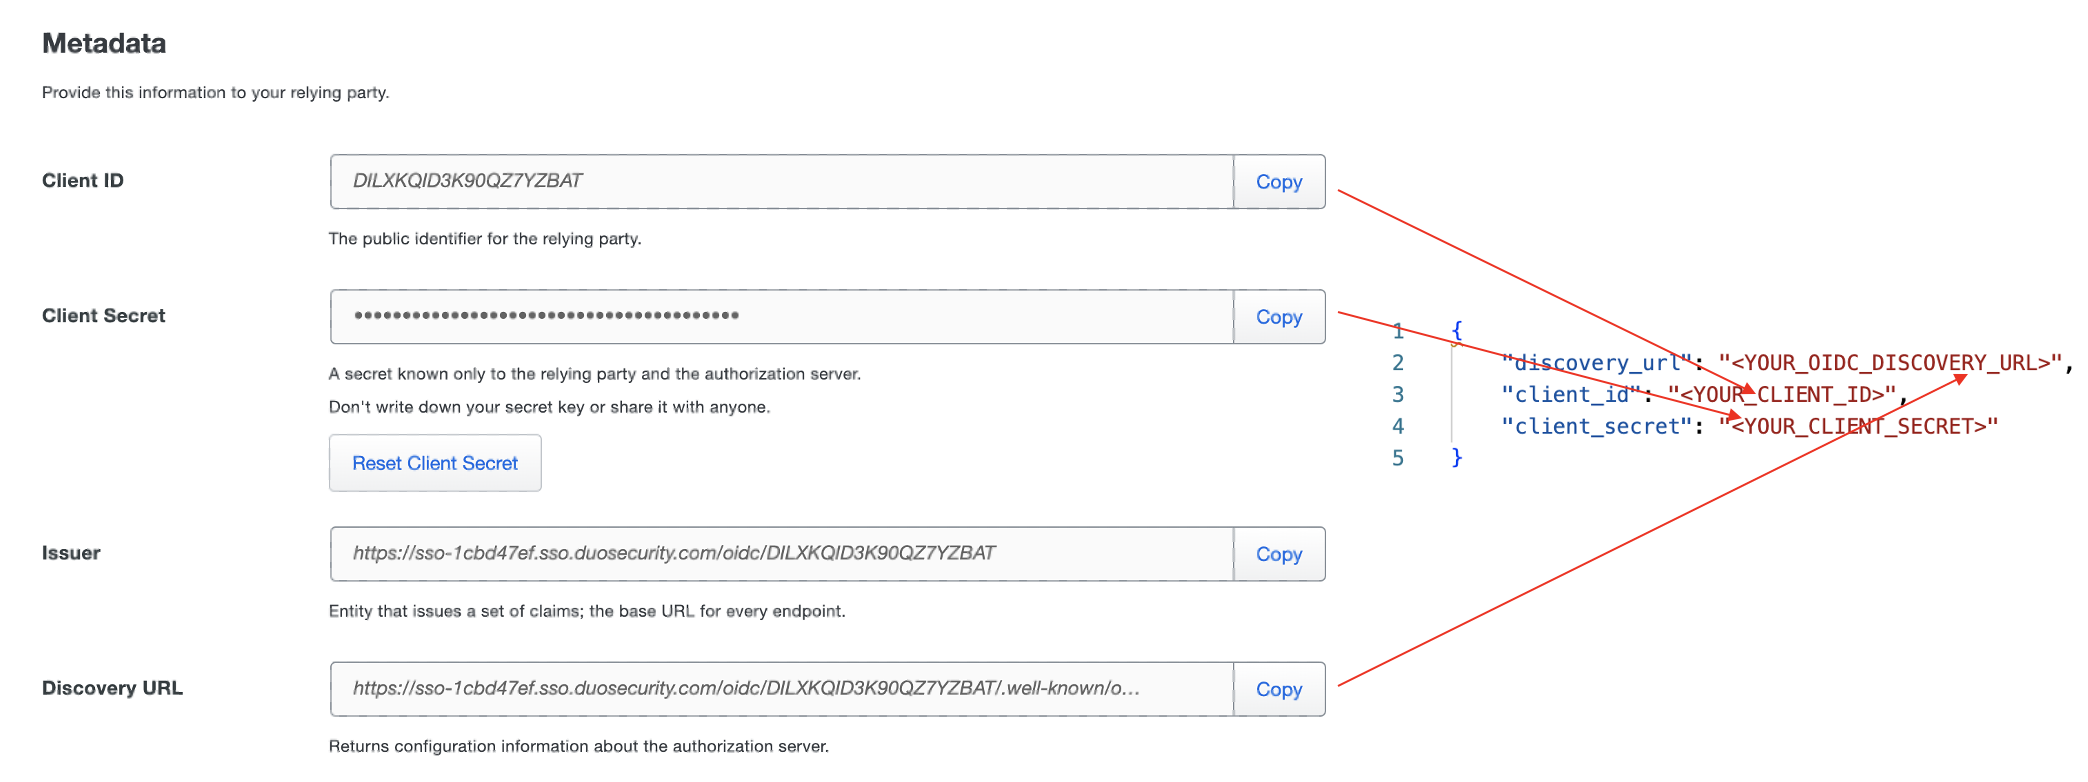 Metadata
Provide this information to your relying party.
Client ID
DILXKQID3K90QZ7YZBAT
Copy
The public identifier for the relying party.
Client Secret
••••••••••••••••••••••••••••••••••••••••
Copy
A secret known only to the relying party and the authorization server.
Don't write down your secret key or share it with anyone.
Reset Client Secret
Issuer
https://sso-1cbd47ef.sso.duosecurity.com/oidc/DILXKQID3K90QZ7YZBAT
Copy
Entity that issues a set of claims; the base URL for every endpoint.
Discovery URL
https://sso-1cbd47ef.sso.duosecurity.com/oidc/DILXKQID3K90QZ7YZBAT/.well-known/o...
Copy
Returns configuration information about the authorization server.
1 {
2 "discovery_url": "<YOUR_OIDC_DISCOVERY_URL>",
3 "client_id": "<YOUR_CLIENT_ID>",
4 "client_secret": "<YOUR_CLIENT_SECRET>"
5 }